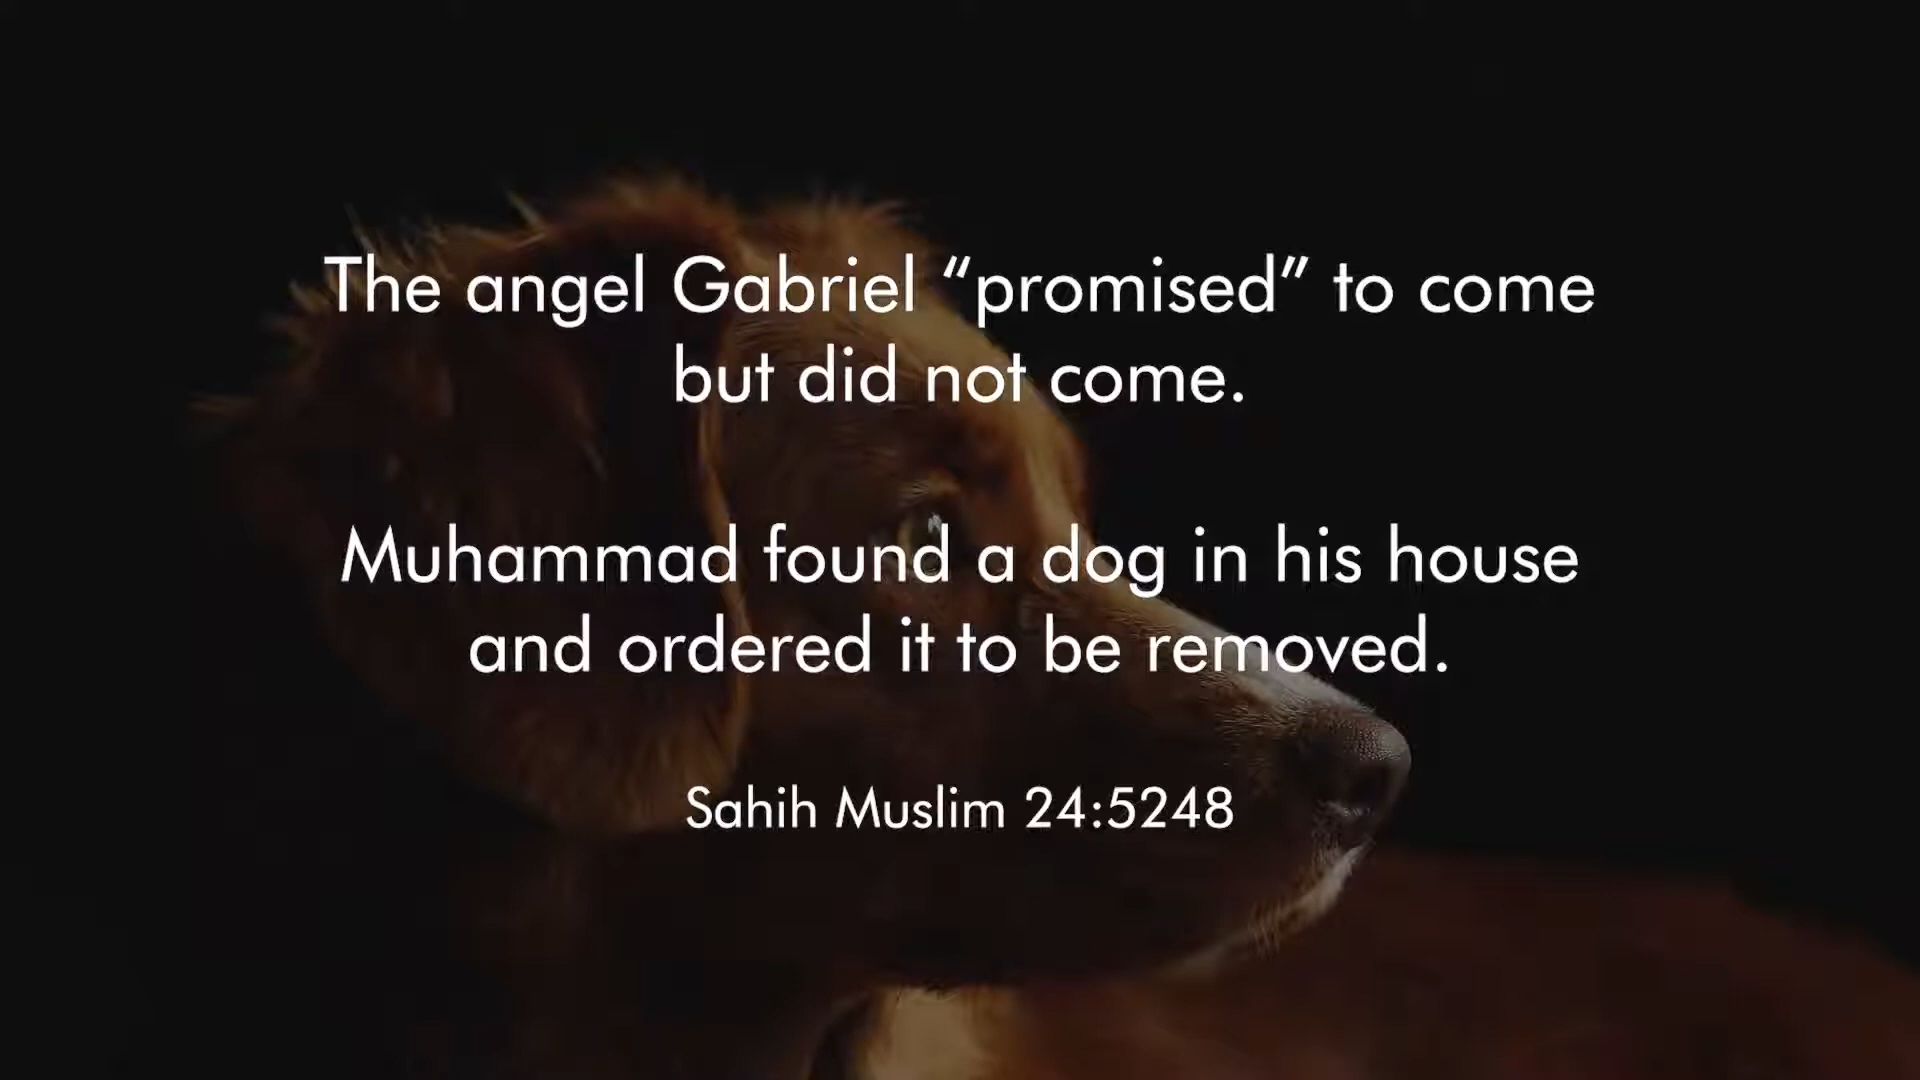 The angel Gabriel “promised” to come
but did not come.
Muhammad found a dog in his house
and ordered it to be removed.
Sahih Muslim 24:5248